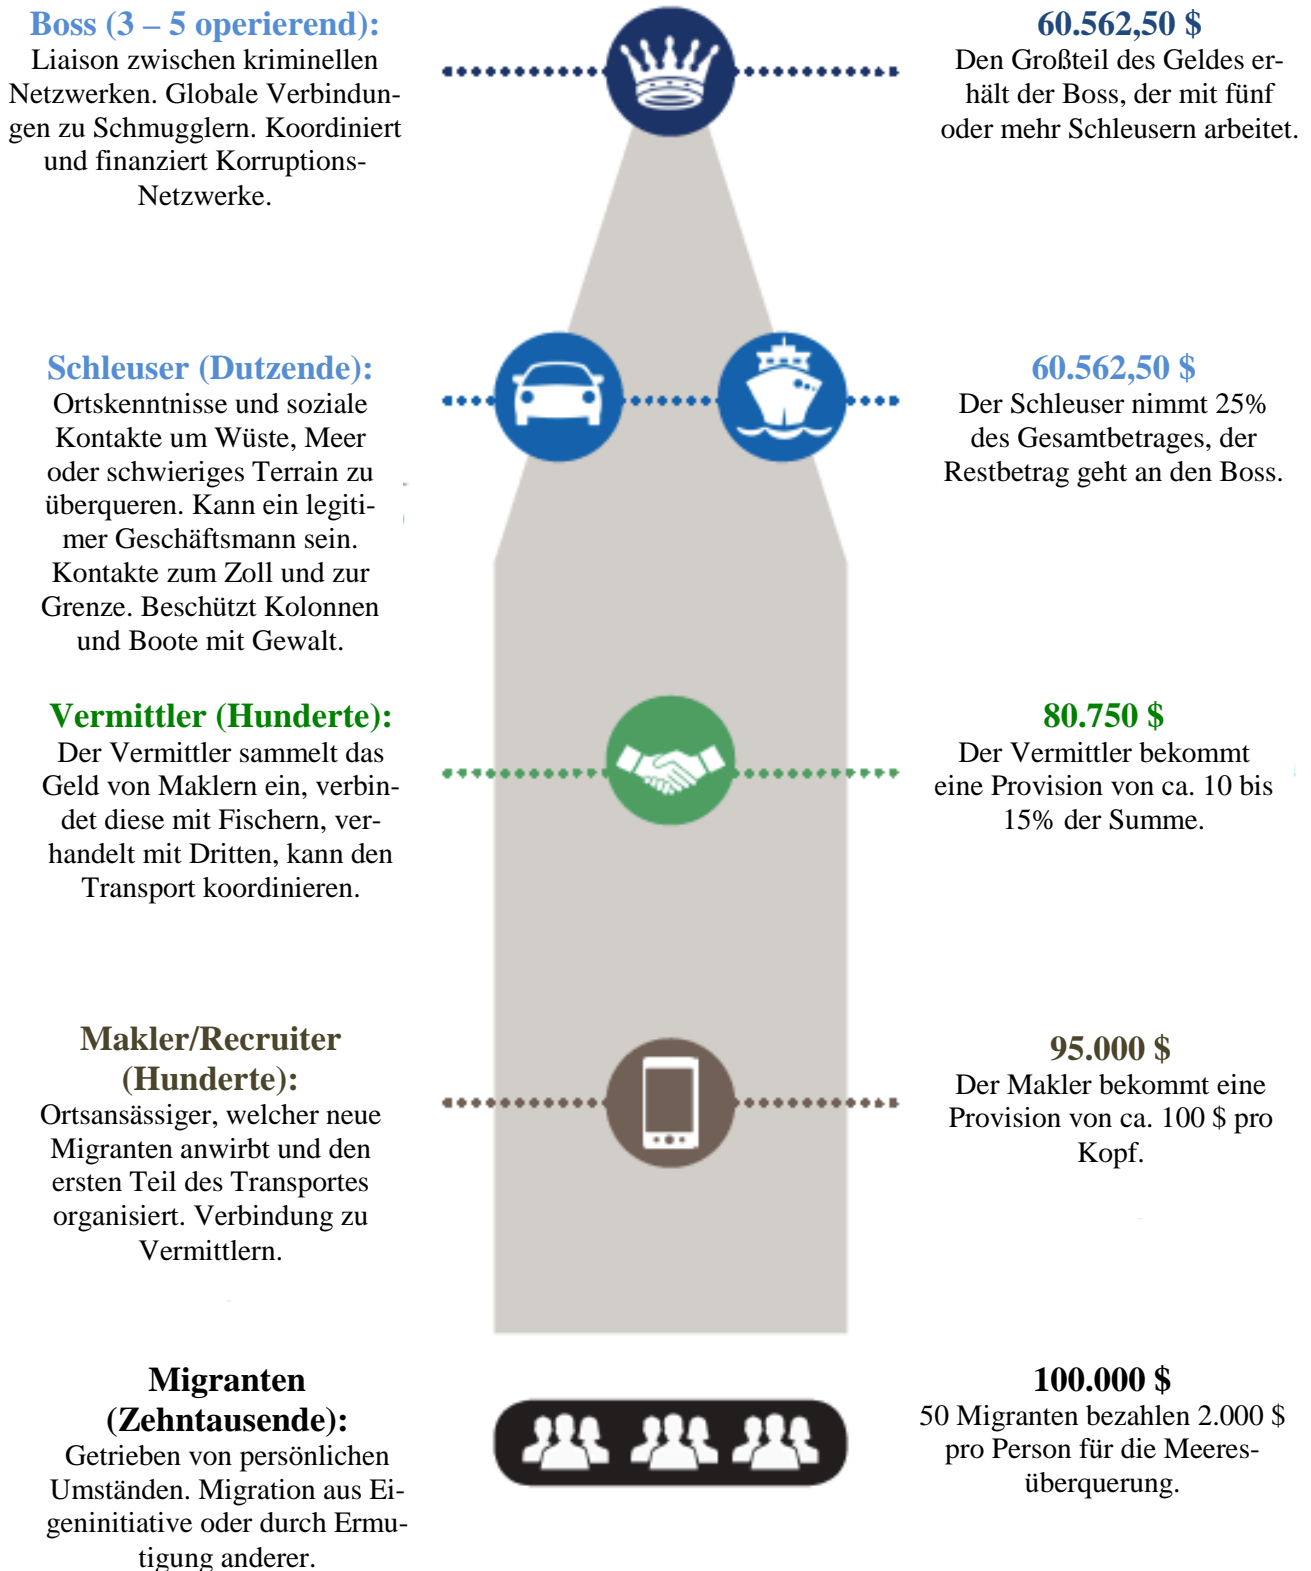 Boss (3 – 5 operierend):
Liaison zwischen kriminellen
Netzwerken. Globale Verbindun-
gen zu Schmugglern. Koordiniert
und finanziert Korruptions-
Netzwerke.
60.562,50 $
Den Großteil des Geldes er-
hält der Boss, der mit fünf
oder mehr Schleusern arbeitet.
Schleuser (Dutzende):
Ortskenntnisse und soziale
Kontakte um Wüste, Meer
oder schwieriges Terrain zu
überqueren. Kann ein legiti-
mer Geschäftsmann sein.
Kontakte zum Zoll und zur
Grenze. Beschützt Kolonnen
und Boote mit Gewalt.
60.562,50 $
Der Schleuser nimmt 25%
des Gesamtbetrages, der
Restbetrag geht an den Boss.
Vermittler (Hunderte):
Der Vermittler sammelt das
Geld von Maklern ein, verbin-
det diese mit Fischern, ver-
handelt mit Dritten, kann den
Transport koordinieren.
80.750 $
Der Vermittler bekommt
eine Provision von ca. 10 bis
15% der Summe.
Makler/Recruiter
(Hunderte):
Ortsansässiger, welcher neue
Migranten anwirbt und den
ersten Teil des Transportes
organisiert. Verbindung zu
Vermittlern.
95.000 $
Der Makler bekommt eine
Provision von ca. 100 $ pro
Kopf.
Migranten
(Zehntausende):
Getrieben von persönlichen
Umständen. Migration aus Ei-
geninitiative oder durch Ermu-
tigung anderer.
100.000 $
50 Migranten bezahlen 2.000 $
pro Person für die Meeres-
überquerung.